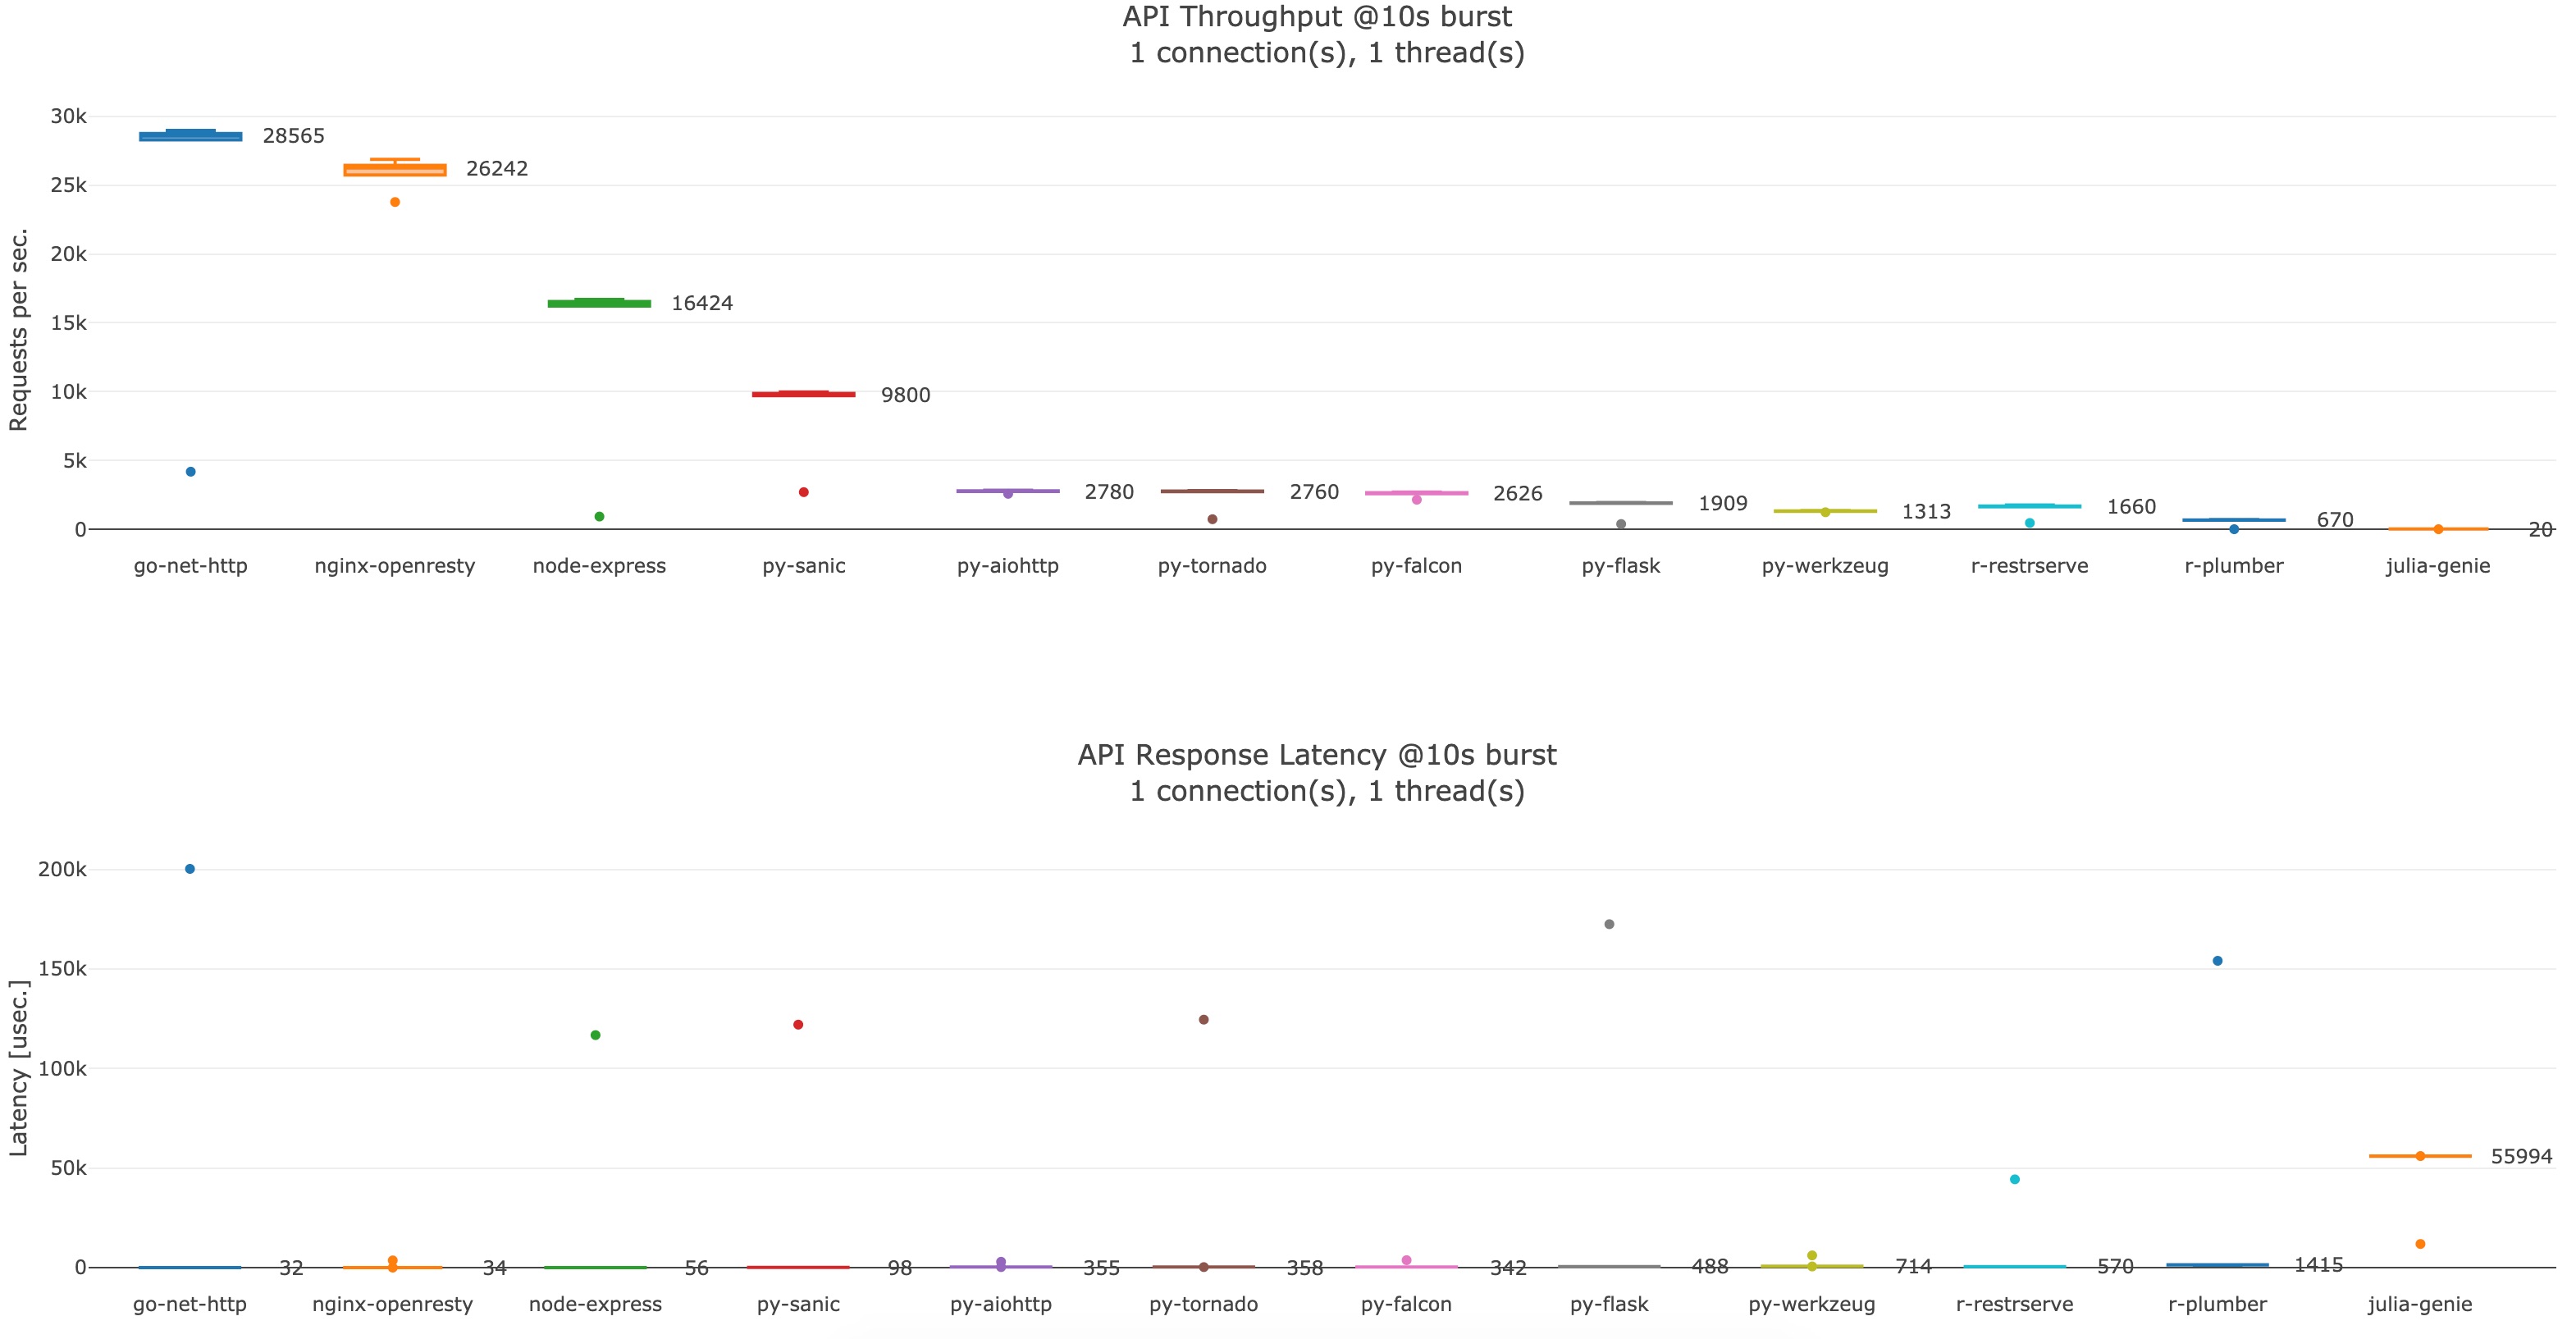 API Throughput @10s burst
1 connection(s), 1 thread(s)
Requests per sec.
30k
25k
20k
15k
10k
5k
0
28565
26242
16424
9800
2780
2760
2626
1909
1313
1660
670
20
go-net-http
nginx-openresty
node-express
py-sanic
py-aiohttp
py-tornado
py-falcon
py-flask
py-werkzeug
r-restrserve
r-plumber
julia-genie
API Response Latency @10s burst
1 connection(s), 1 thread(s)
Latency [usec.]
200k
150k
100k
50k
0
32
34
56
98
355
358
342
488
714
570
1415
55994
go-net-http
nginx-openresty
node-express
py-sanic
py-aiohttp
py-tornado
py-falcon
py-flask
py-werkzeug
r-restrserve
r-plumber
julia-genie